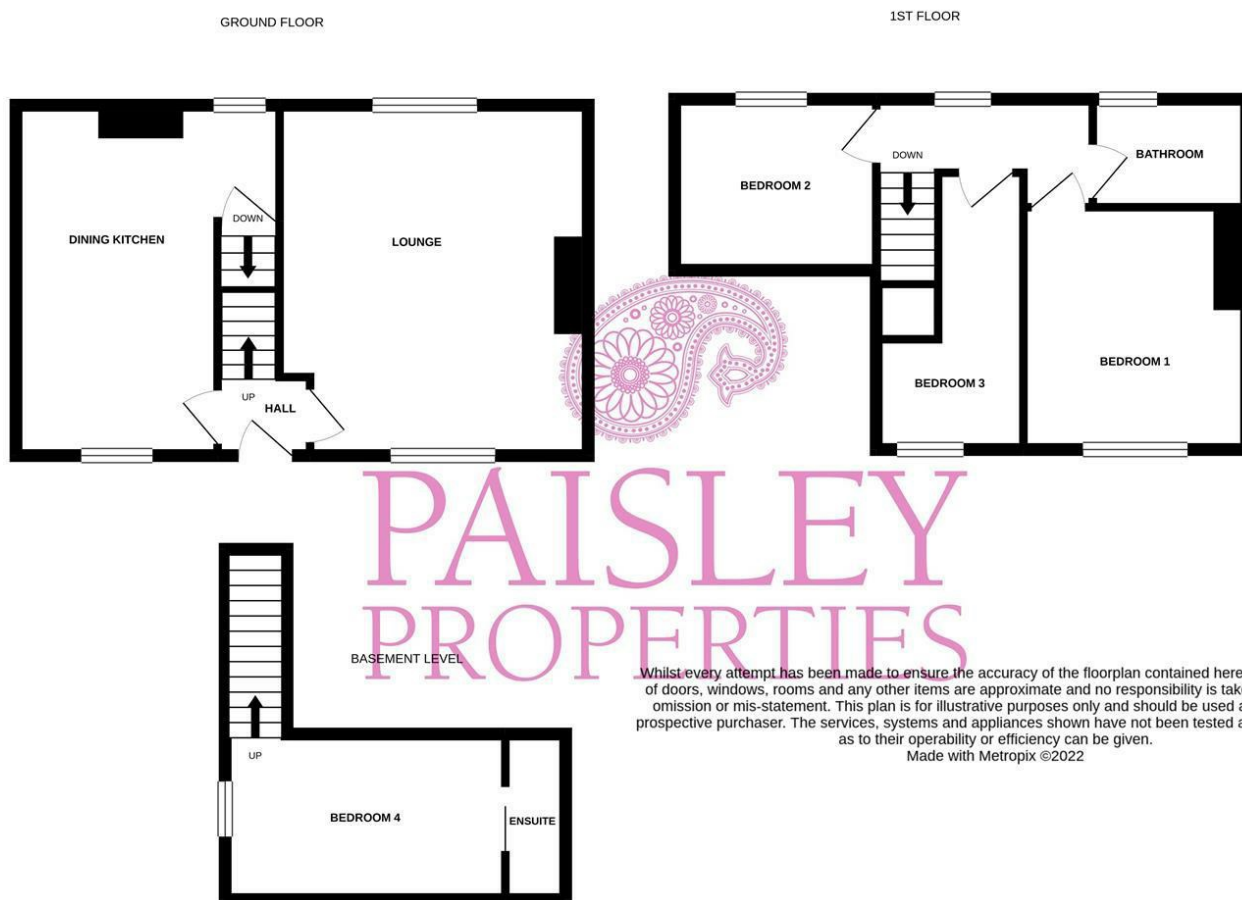 GROUND FLOOR
1ST FLOOR
BATHROOM
DOWN
BEDROOM 2
DOWN
DINING KITCHEN
LOUNGE
BEDROOM 1
BEDROOM 3
UP
HALL
PAISLEY
PROPERTIES
BASEMENT LEVEL
Whilst every attempt has been made to ensure the accuracy of the floorplan contained here
of doors, windows, rooms and any other items are approximate and no responsibility is take
omission or mis-statement. This plan is for illustrative purposes only and should be used a
prospective purchaser. The services, systems and appliances shown have not been tested a
as to their operability or efficiency can be given.
Made with Metropix ©2022
UP
BEDROOM 4
ENSUITE